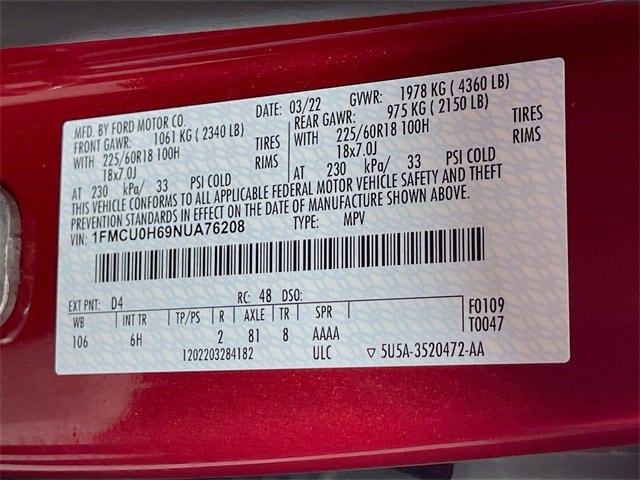 MFD. BY FORD MOTOR CO. DATE: 03/22 GVWR: 1978 KG ( 4360 LB)
FRONT GAWR: 1061 KG ( 2340 LB) REAR GAWR: 975 KG ( 2150 LB)
WITH 225/60R18 100H TIRES WITH 225/60R18 100H TIRES
18x7.0J RIMS 18x7.0J RIMS
AT 230 kPa/ 33 PSI COLD AT 230 kPa/ 33 PSI COLD
THIS VEHICLE CONFORMS TO ALL APPLICABLE FEDERAL MOTOR VEHICLE SAFETY AND THEFT
PREVENTION STANDARDS IN EFFECT ON THE DATE OF MANUFACTURE SHOWN ABOVE.
VIN: 1FMCU0H69NUA76208 TYPE: MPV
EXT PNT: D4 RC: 48 DSO: F0109
WB INT TR TP/PS R AXLE TR SPR T0047
106 6H 2 81 8 AAAA
1202203284182 ULC ▽ 5U5A-3520472-AA